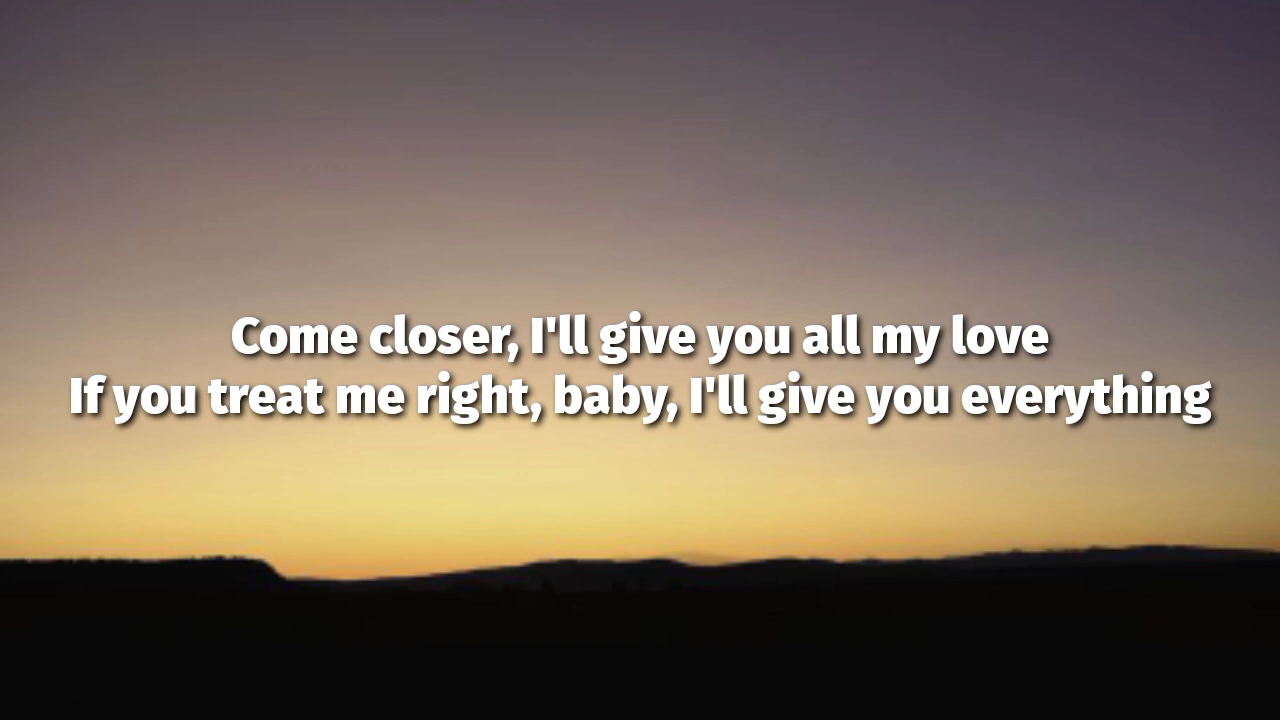 Come closer, I'll give you all my love
If you treat me right, baby, I'll give you everything